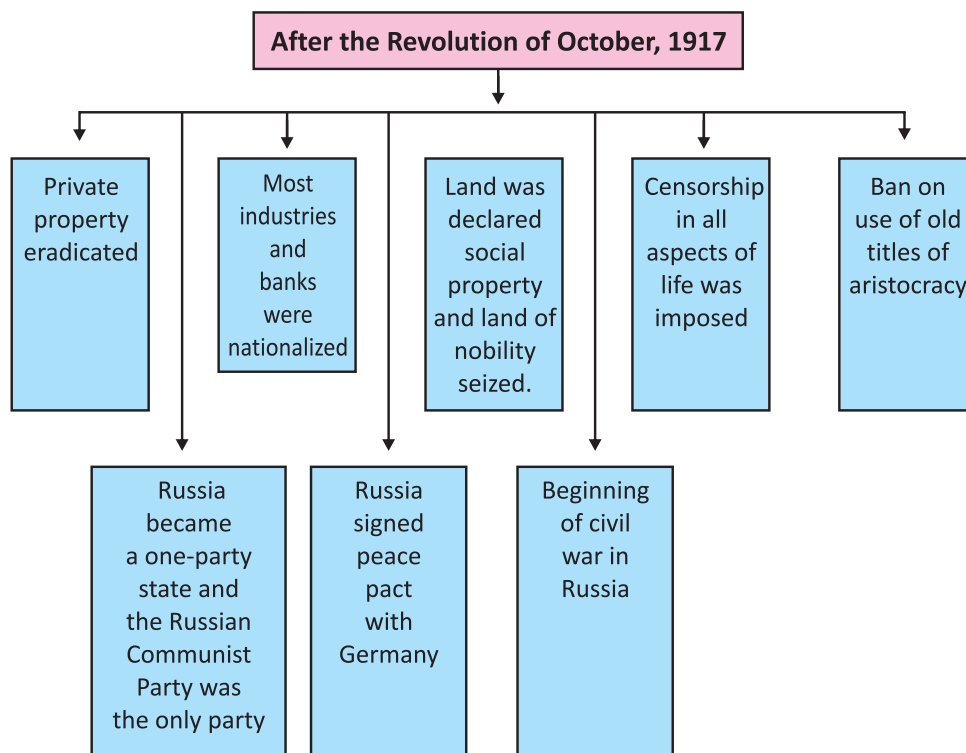 After the Revolution of October, 1917
Private
property
eradicated
Most
industries
and
banks
were
nationalized
Land was
declared
social
property
and land of
nobility
seized.
Censorship
in all
aspects of
life was
imposed
Ban on
use of old
titles of
aristocracy
Russia
became
a one-party
state and
the Russian
Communist
Party was
the only party
Russia
signed
peace
pact
with
Germany
Beginning
of civil
war in
Russia